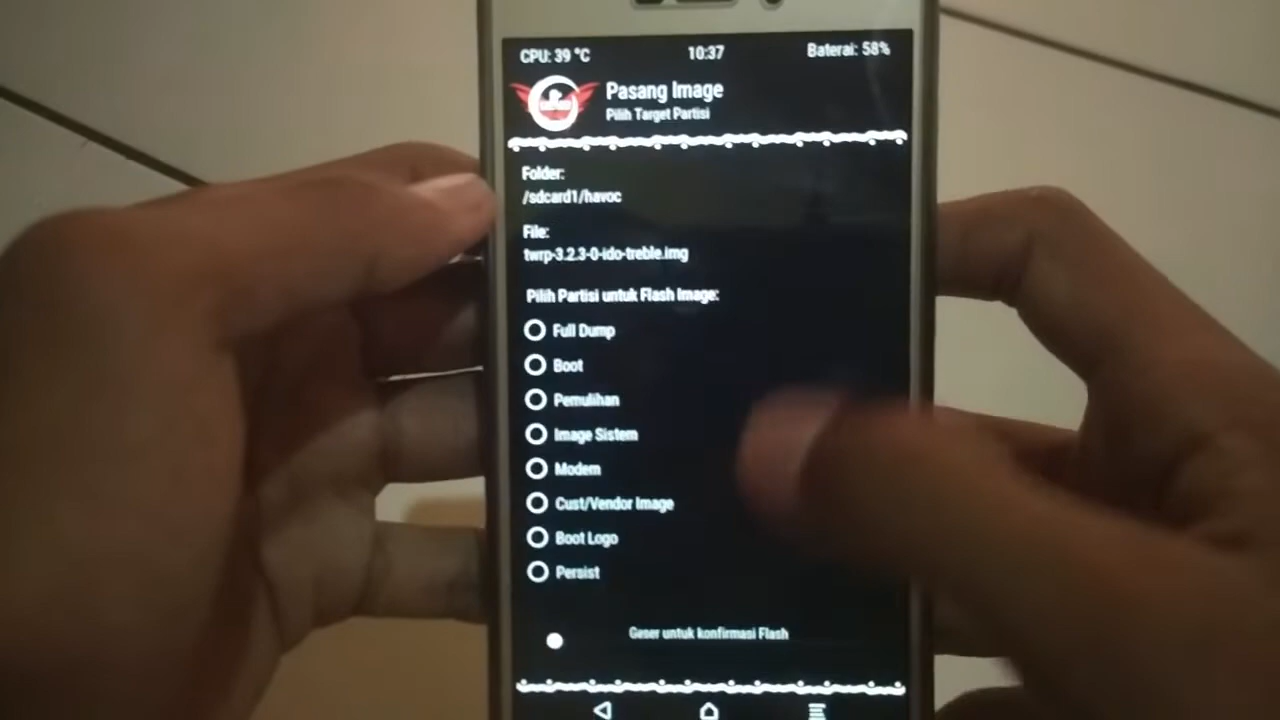 CPU: 39 °C 10:37 Baterai: 58%
Pasang Image
Pilih Target Partisi
Folder:
/sdcard1/havoc
File:
twrp-3.2.3-0-ido-treble.img
Pilih Partisi untuk Flash Image:
Full Dump
Boot
Pemulihan
Image Sistem
Modem
Cust/Vendor Image
Boot Logo
Persist
Geser untuk konfirmasi Flash